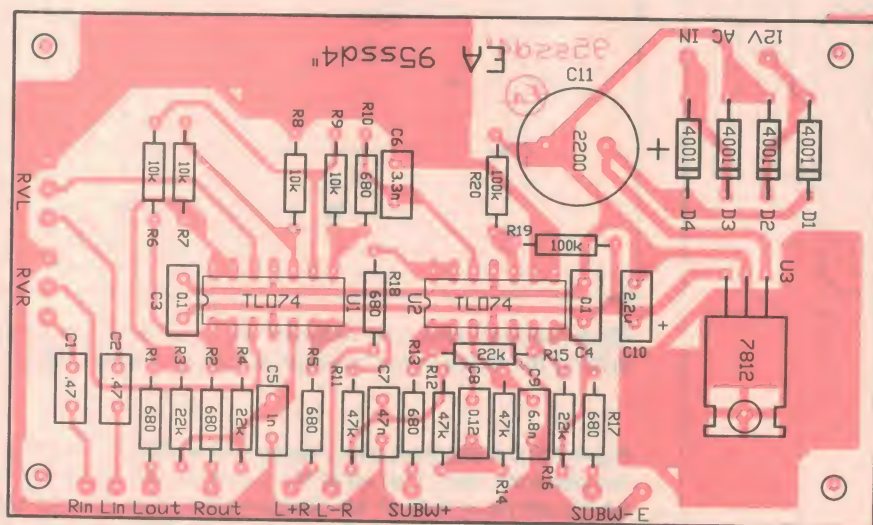 95ssd4"
EA
95ssd4"
Ea
12V AC IN
C11
2200
+
R8
R9
R10
C6
10k
10k
10k
10k
680
3.3n
R20
100k
4001
4001
4001
4001
RVL
R6
R7
R19
100k
D4
D3
D2
D1
RVR
C3
0.1
TL074
U1
680
R18
U2
TL074
0.1
C4
2.2u
+
C10
U3
7812
C1
.47
C2
.47
R1
R3
R2
R4
C5
R5
R11
C7
R13
R12
22k
C8
C9
R15
680
22k
680
22k
1n
680
47k
47n
680
47k
0.12
47k
6.8n
22k
680
R17
R14
R16
Rin Lin Lout Rout L+R L-R SUBW+ SUBW- E